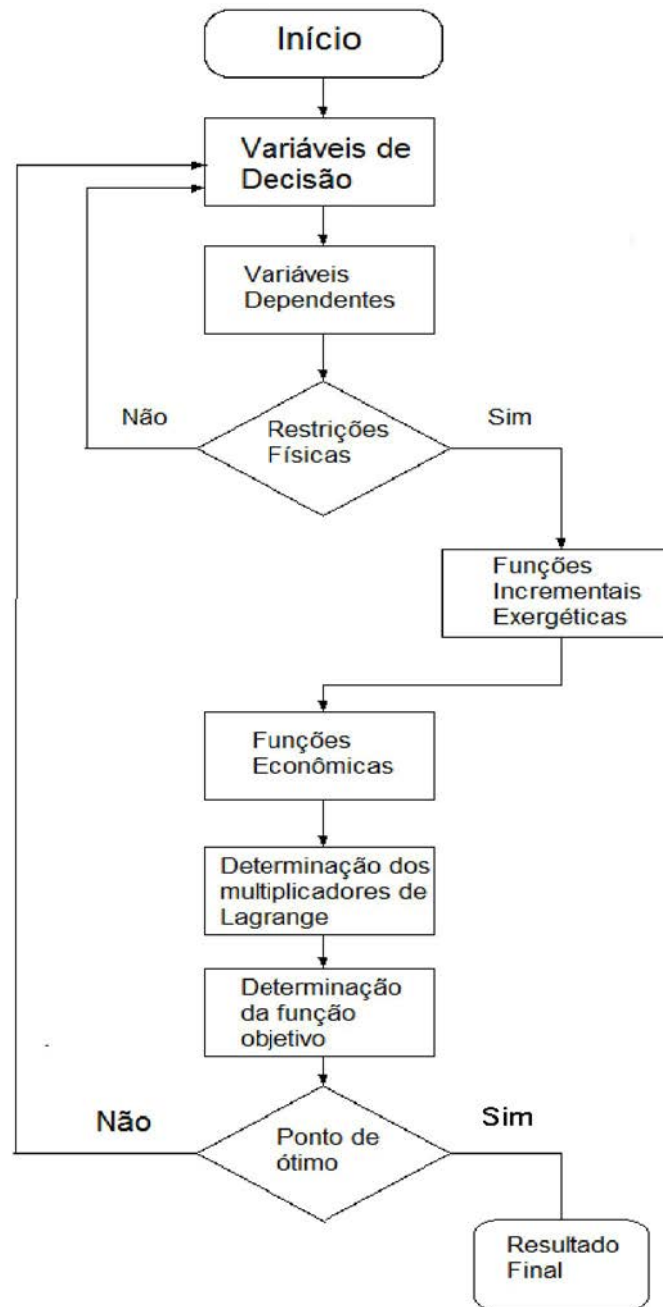 Início
Variáveis de
Decisão
Variáveis
Dependentes
Não
Restrições
Físicas
Sim
Funções
Incrementais
Exergéticas
Funções
Econômicas
Determinação dos
multiplicadores de
Lagrange
Determinação
da função
objetivo
Não
Ponto de
ótimo
Sim
Resultado
Final